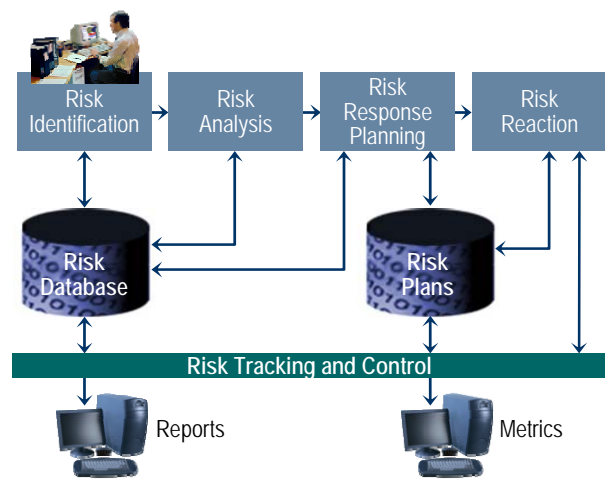 Risk
Identification
Risk
Analysis
Risk
Response
Planning
Risk
Reaction
Risk
Database
Risk
Plans
Risk Tracking and Control
Reports
Metrics